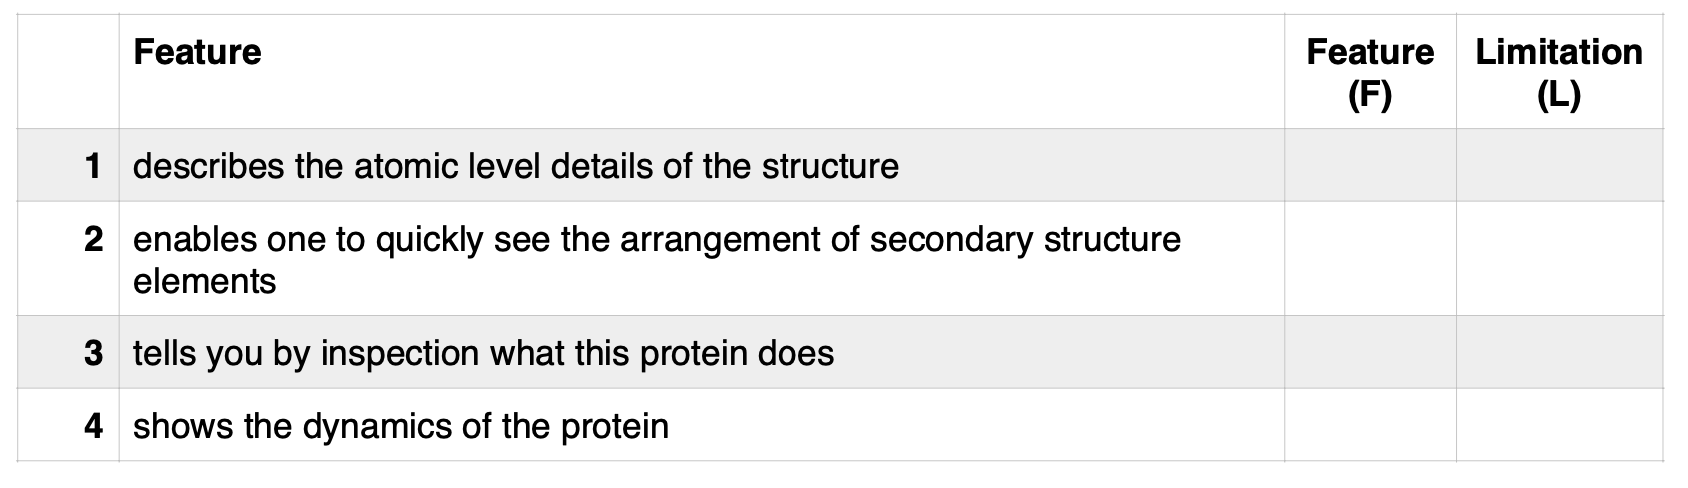 Feature Feature Limitation
(F) (L)
1 describes the atomic level details of the structure
2 enables one to quickly see the arrangement of secondary structure
elements
3 tells you by inspection what this protein does
4 shows the dynamics of the protein